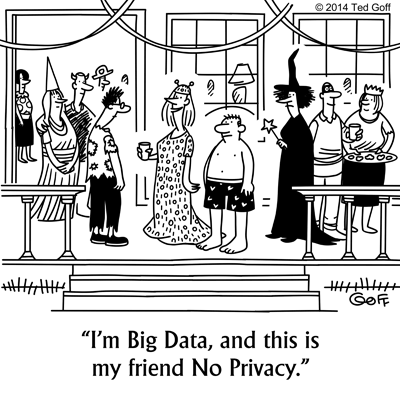 © 2014 Ted Goff
GOFF
“I’m Big Data, and this is
my friend No Privacy.”